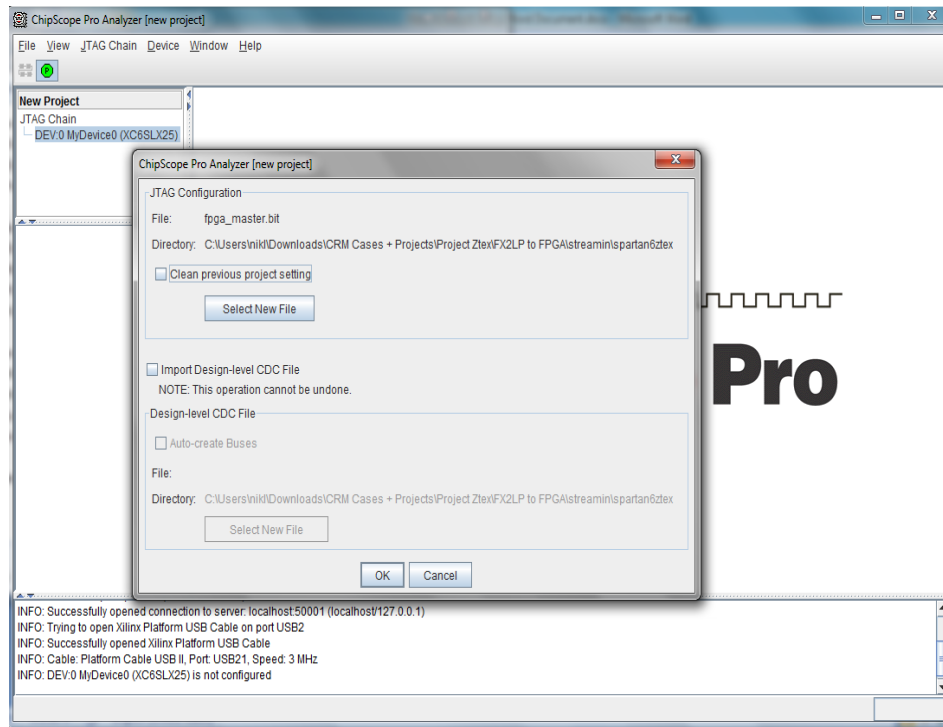 ChipScope Pro Analyzer [new project]
File View JTAG Chain Device Window Help
New Project
JTAG Chain
DEV:0 MyDevice0 (XC6SLX25)
ChipScope Pro Analyzer [new project]
JTAG Configuration
File: fpga_master.bit
Directory: C:\Users\nikl\Downloads\CRM Cases + Projects\Project Ztex\FX2LP to FPGA\streamin\spartan6ztex
Clean previous project setting
Select New File
Import Design-level CDC File
NOTE: This operation cannot be undone.
Design-level CDC File
Auto-create Buses
File:
Directory: C:\Users\nikl\Downloads\CRM Cases + Projects\Project Ztex\FX2LP to FPGA\streamin\spartan6ztex
Select New File
OK Cancel
Pro
INFO: Successfully opened connection to server: localhost:50001 (localhost/127.0.0.1)
INFO: Trying to open Xilinx Platform USB Cable on port USB2
INFO: Successfully opened Xilinx Platform USB Cable
INFO: Cable: Platform Cable USB II, Port: USB21, Speed: 3 MHz
INFO: DEV:0 MyDevice0 (XC6SLX25) is not configured